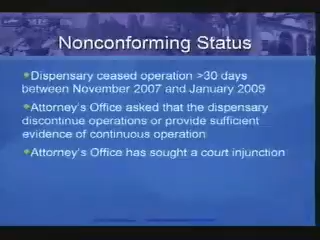 Nonconforming Status
Dispensary ceased operation >30 days
between November 2007 and January 2009
Attorney's Office asked that the dispensary
discontinue operations or provide sufficient
evidence of continuous operation
Attorney's Office has sought a court injunction